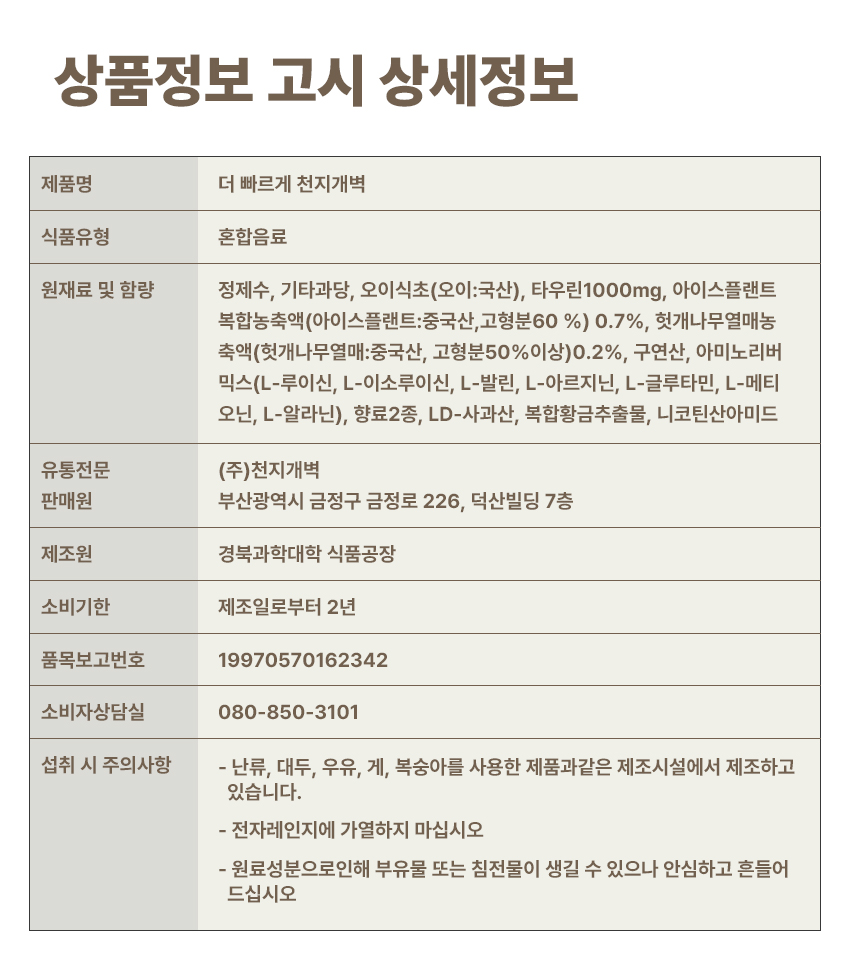 상품정보 고시 상세정보
제품명
더 빠르게 천지개벽
식품유형
혼합음료
원재료 및 함량
정제수, 기타과당, 오이식초(오이:국산), 타우린1000mg, 아이스플랜트
복합농축액(아이스플랜트:중국산,고형분60 %) 0.7%, 헛개나무열매농
축액(헛개나무열매:중국산, 고형분50%이상)0.2%, 구연산, 아미노리버
믹스(L-루이신, L-이소루이신, L-발린, L-아르지닌, L-글루타민, L-메티
오닌, L-알라닌), 향료2종, LD-사과산, 복합황금추출물, 니코틴산아미드
유통전문
판매원
(주)천지개벽
부산광역시 금정구 금정로 226, 덕산빌딩 7층
제조원
경북과학대학 식품공장
소비기한
제조일로부터 2년
품목보고번호
19970570162342
소비자상담실
080-850-3101
섭취 시 주의사항
- 난류, 대두, 우유, 게, 복숭아를 사용한 제품과같은 제조시설에서 제조하고
있습니다.
- 전자레인지에 가열하지 마십시오
- 원료성분으로인해 부유물 또는 침전물이 생길 수 있으나 안심하고 흔들어
드십시오